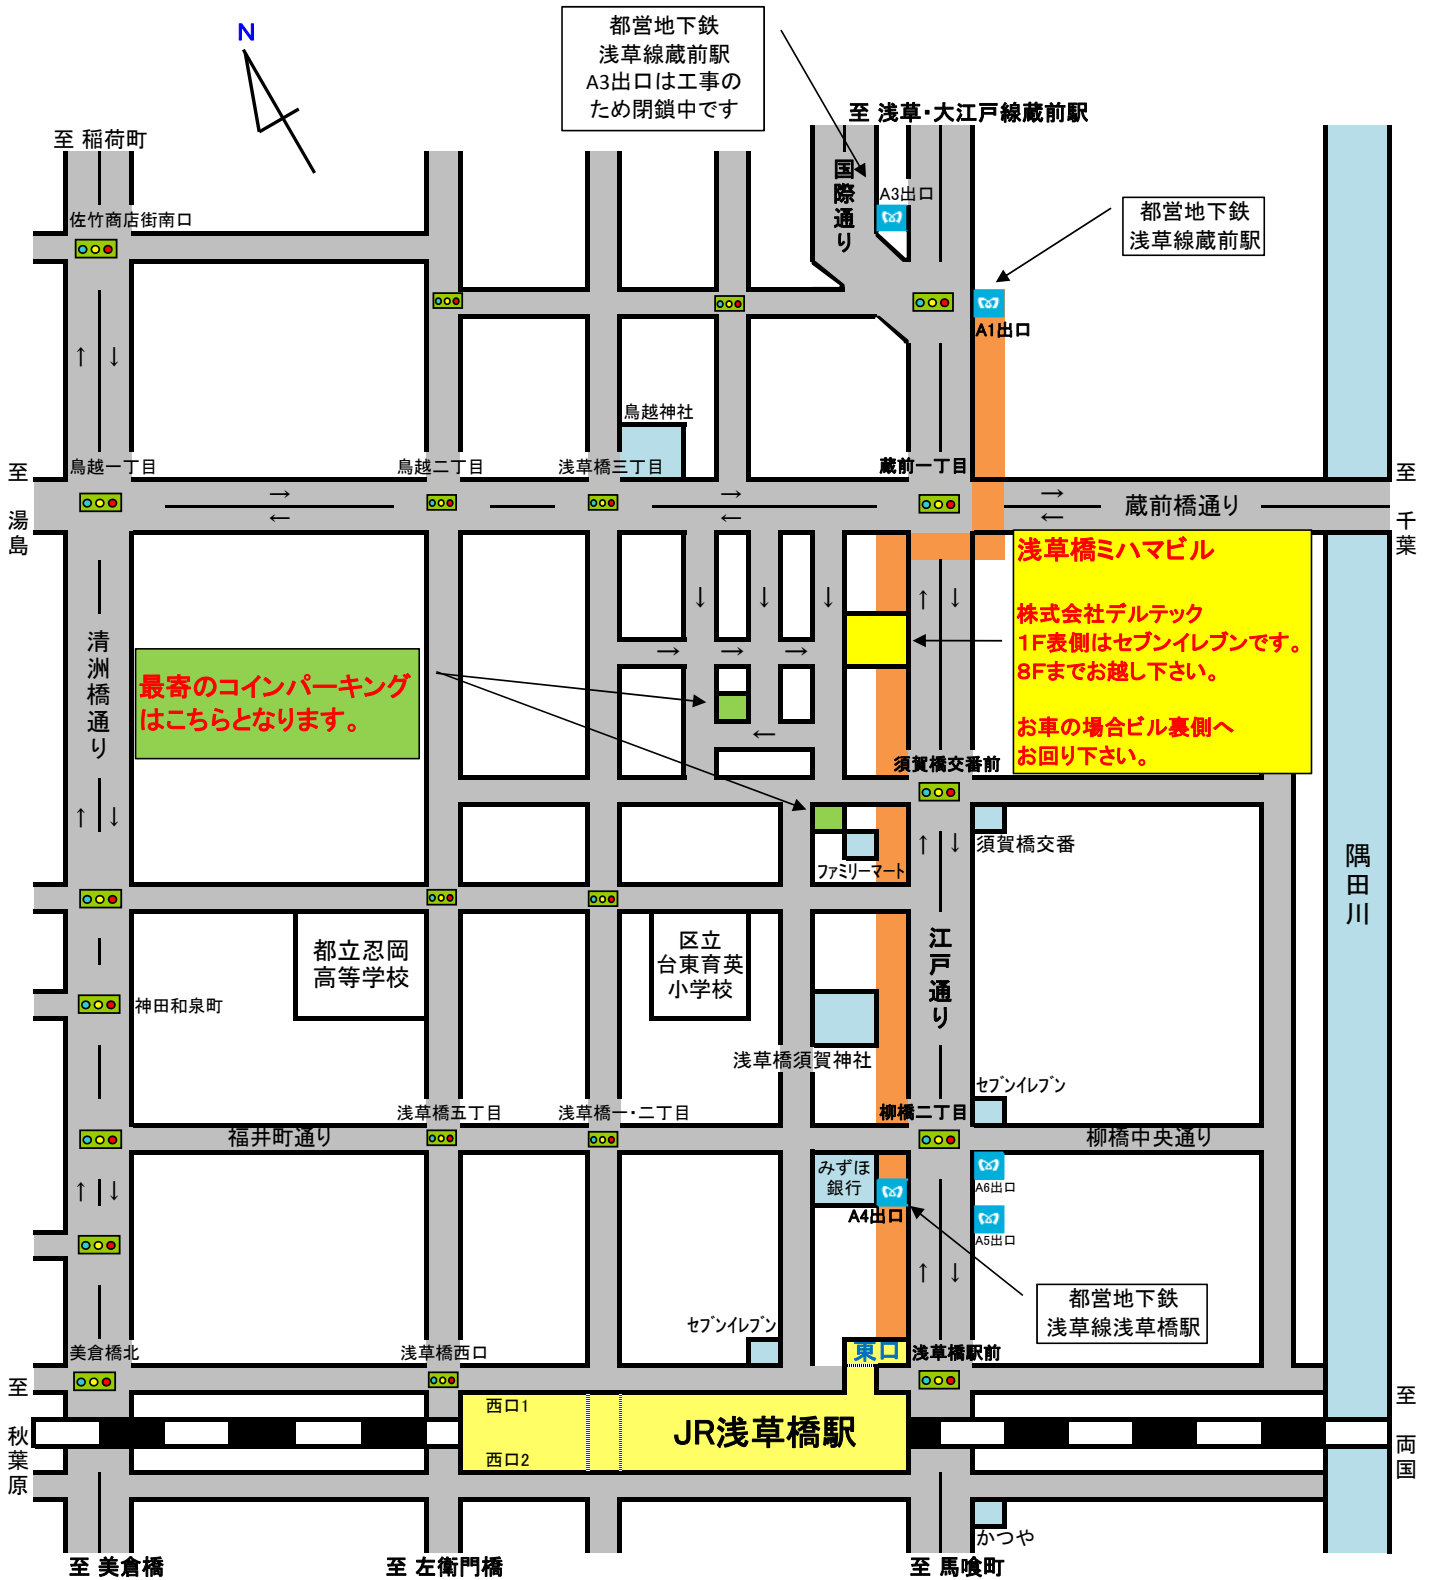 N
都営地下鉄
浅草線蔵前駅
A3出口は工事の
ため閉鎖中です
至 浅草・大江戸線蔵前駅
至 稲荷町
国際通り
A3出口
佐竹商店街南口
都営地下鉄
浅草線蔵前駅
A1出口
↑ ↓
鳥越神社
至 湯島
鳥越一丁目
鳥越二丁目
浅草橋三丁目
蔵前一丁目
至 千葉
→
→
→
蔵前橋通り
←
←
←
浅草橋ミハマビル
株式会社デルテック
1F表側はセブンイレブンです。
8Fまでお越し下さい。
お車の場合ビル裏側へ
お回り下さい。
↓ ↓ ↓
↑ ↓
清洲橋通り
→ → →
最寄のコインパーキング
はこちらとなります。
←
須賀橋交番前
↑ ↓
↑ ↓
須賀橋交番
ファミリーマート
隅田川
都立忍岡
高等学校
区立
台東育英
小学校
江戸通り
神田和泉町
浅草橋須賀神社
セブンイレブン
浅草橋五丁目
浅草橋一・二丁目
柳橋二丁目
福井町通り
柳橋中央通り
みずほ
銀行
A6出口
↑ ↓
A4出口
A5出口
↑ ↓
都営地下鉄
浅草線浅草橋駅
セブンイレブン
美倉橋北
浅草橋西口
東口
浅草橋駅前
至 秋葉原
西口1
JR浅草橋駅
西口2
至 両国
かつや
至 美倉橋
至 左衛門橋
至 馬喰町